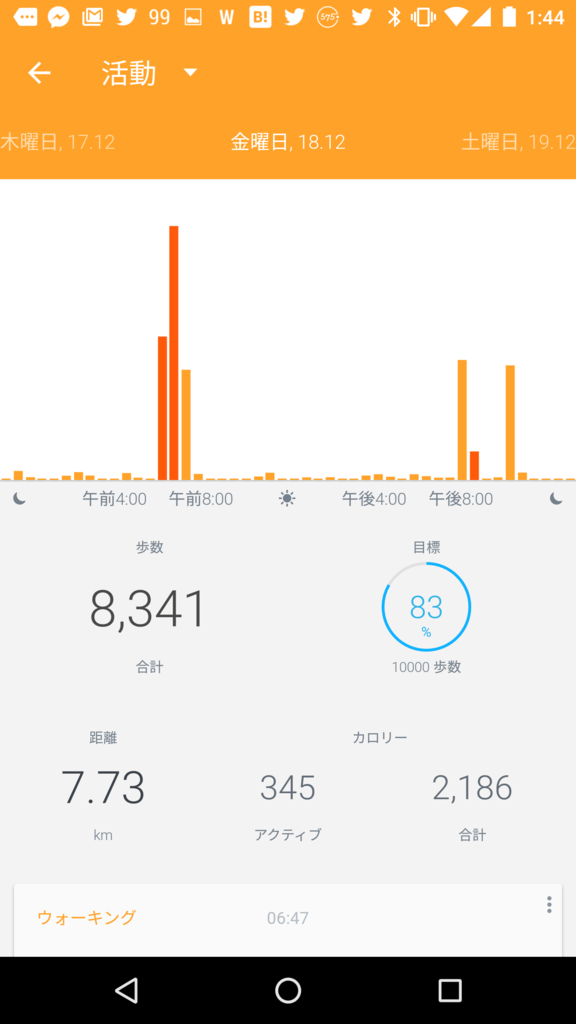 99 W B! 575 1:44
活動
木曜日, 17.12 金曜日, 18.12 土曜日, 19.12
午前4:00 午前8:00 午後4:00 午後8:00
歩数 目標
8,341 83
%
合計 10000 歩数
距離 カロリー
7.73 345 2,186
km アクティブ 合計
ウォーキング 06:47